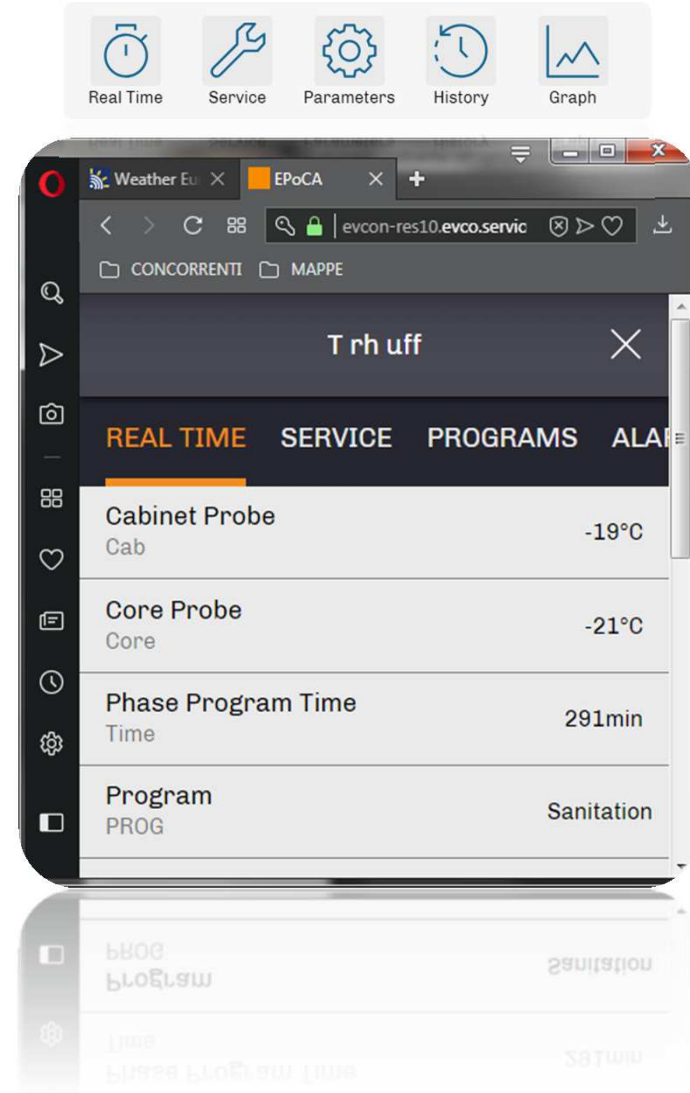 Real Time Service Parameters History Graph
Weather Eu EPoCA
evcon-res10.evco.servic
CONCORRENTI MAPPE
T rh uff
REAL TIME SERVICE PROGRAMS ALA
Cabinet Probe
-19°C
Cab
Core Probe
-21°C
Core
Phase Program Time
291min
Time
Program
Sanitation
PROG